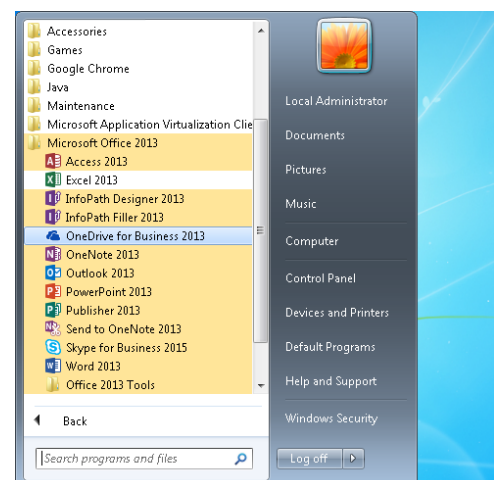 Accessories
Games
Google Chrome
Java
Maintenance
Microsoft Application Virtualization Clie
Microsoft Office 2013
Access 2013
Excel 2013
InfoPath Designer 2013
InfoPath Filler 2013
OneDrive for Business 2013
OneNote 2013
Outlook 2013
PowerPoint 2013
Publisher 2013
Send to OneNote 2013
Skype for Business 2015
Word 2013
Office 2013 Tools
Back
Search programs and files
Local Administrator
Documents
Pictures
Music
Computer
Control Panel
Devices and Printers
Default Programs
Help and Support
Windows Security
Log off